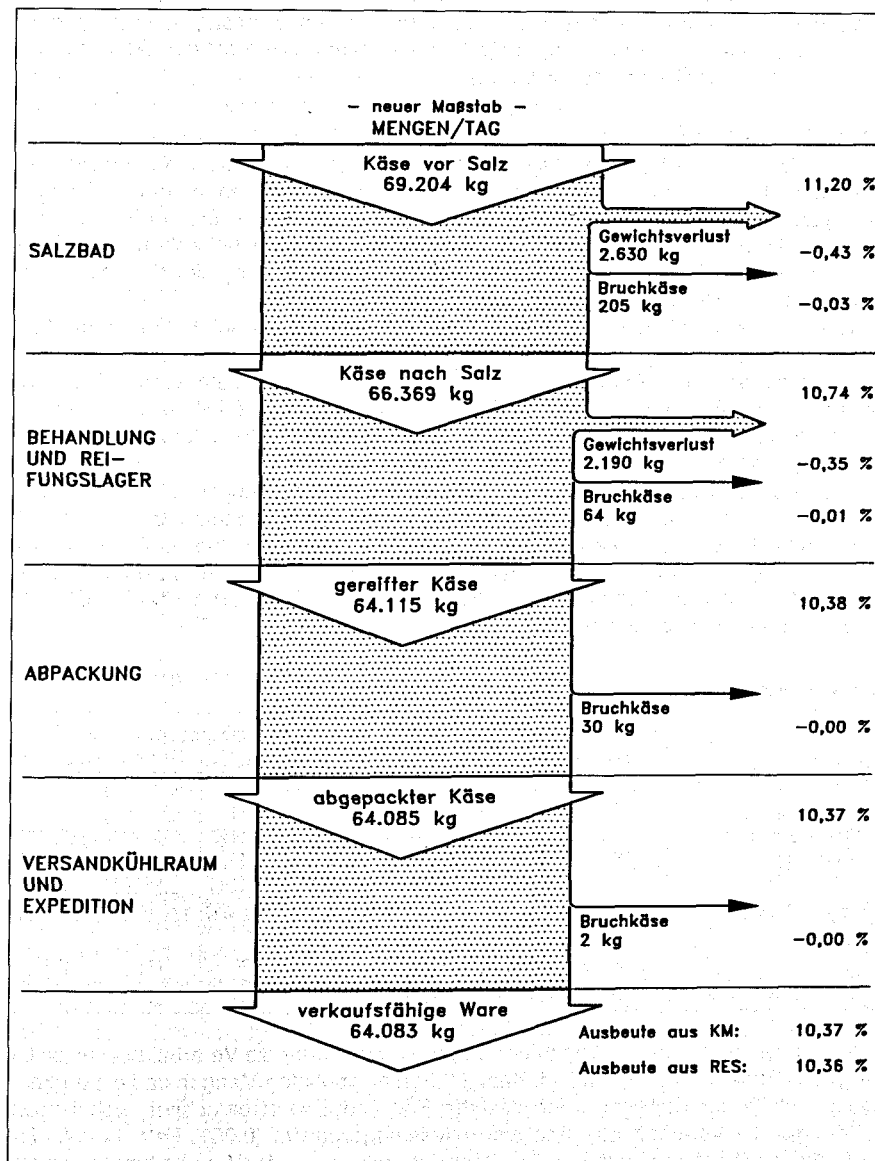 – neuer Maßstab –
MENGEN/TAG
Käse vor Salz
69.204 kg
11,20 %
SALZBAD
Gewichtsverlust
2.630 kg
-0,43 %
Bruchkäse
205 kg
-0,03 %
Käse nach Salz
66.369 kg
10,74 %
BEHANDLUNG
UND REI-
FUNGSLAGER
Gewichtsverlust
2.190 kg
-0,35 %
Bruchkäse
64 kg
-0,01 %
gereifter Käse
64.115 kg
10,38 %
ABPACKUNG
Bruchkäse
30 kg
-0,00 %
abgepackter Käse
64.085 kg
10,37 %
VERSANDKÜHLRAUM
UND
EXPEDITION
Bruchkäse
2 kg
-0,00 %
verkaufsfähige Ware
64.083 kg
Ausbeute aus KM: 10,37 %
Ausbeute aus RES: 10,36 %